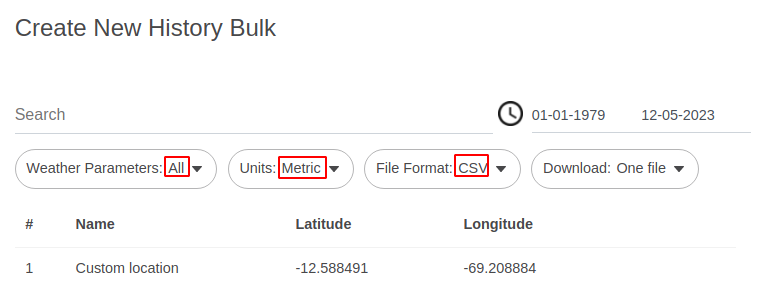 Create New History Bulk
Search 01-01-1979 12-05-2023
Weather Parameters: All Units: Metric File Format: CSV Download: One file
# Name Latitude Longitude
1 Custom location -12.588491 -69.208884